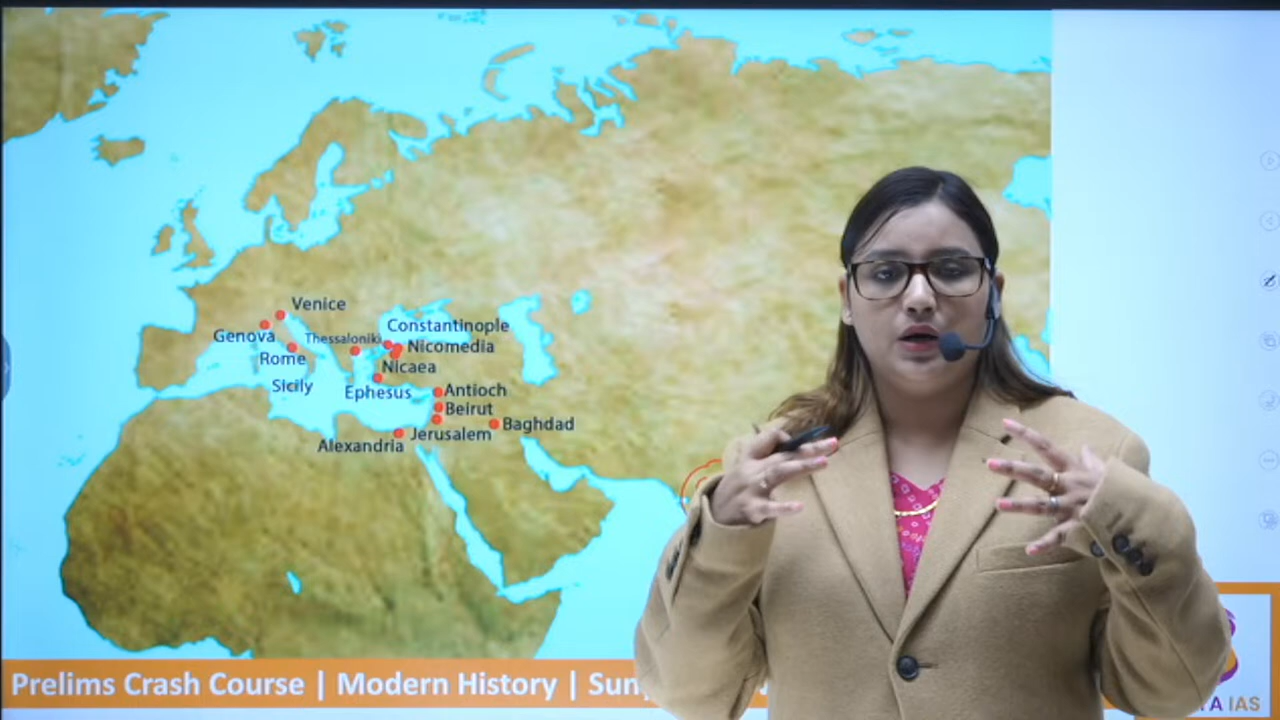 Venice
Genova
Constantinople
Thessaloniki
Nicomedia
Rome
Nicaea
Sicily
Ephesus
Antioch
Beirut
Baghdad
Jerusalem
Alexandria
Prelims Crash Course | Modern History |
A IAS